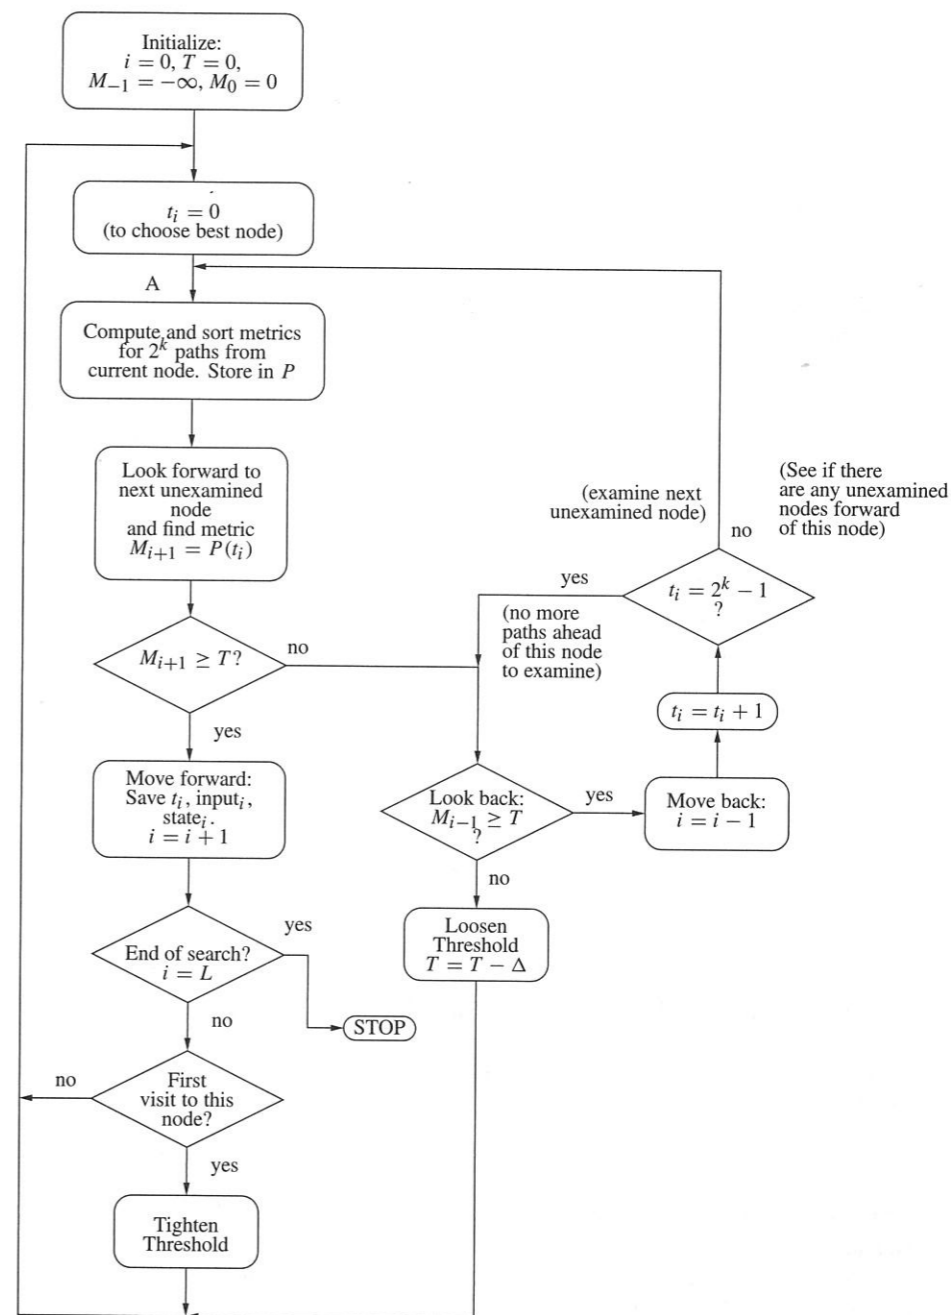 Initialize:
i = 0, T = 0,
M₋₁ = −∞, M₀ = 0
tᵢ = 0
(to choose best node)
A
Compute and sort metrics
for 2ᵏ paths from
current node. Store in P
Look forward to
next unexamined
node
and find metric
Mᵢ₊₁ = P(tᵢ)
Mᵢ₊₁ ≥ T?
no
yes
Move forward:
Save tᵢ, inputᵢ,
stateᵢ.
i = i + 1
End of search?
i = L
yes
STOP
no
First
visit to this
node?
no
yes
Tighten
Threshold
(examine next
unexamined node)
no
(See if there
are any unexamined
nodes forward
of this node)
tᵢ = 2ᵏ − 1
?
yes
(no more
paths ahead
of this node
to examine)
tᵢ = tᵢ + 1
Look back:
Mᵢ₋₁ ≥ T
?
yes
Move back:
i = i − 1
no
Loosen
Threshold
T = T − Δ